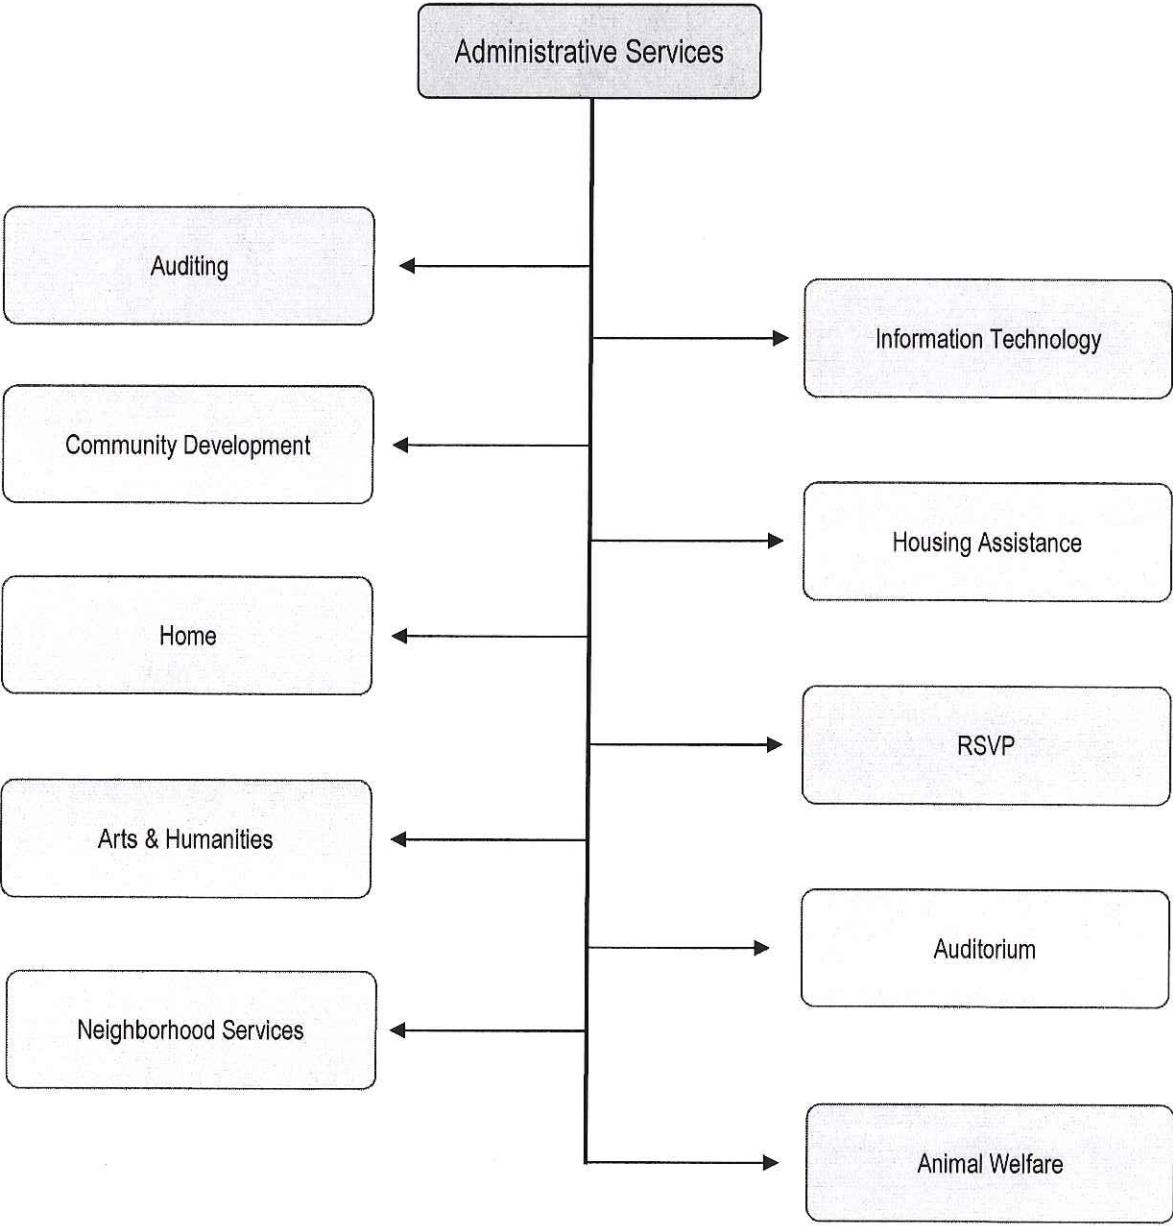 Administrative Services
Auditing
Information Technology
Community Development
Housing Assistance
Home
RSVP
Arts & Humanities
Auditorium
Neighborhood Services
Animal Welfare